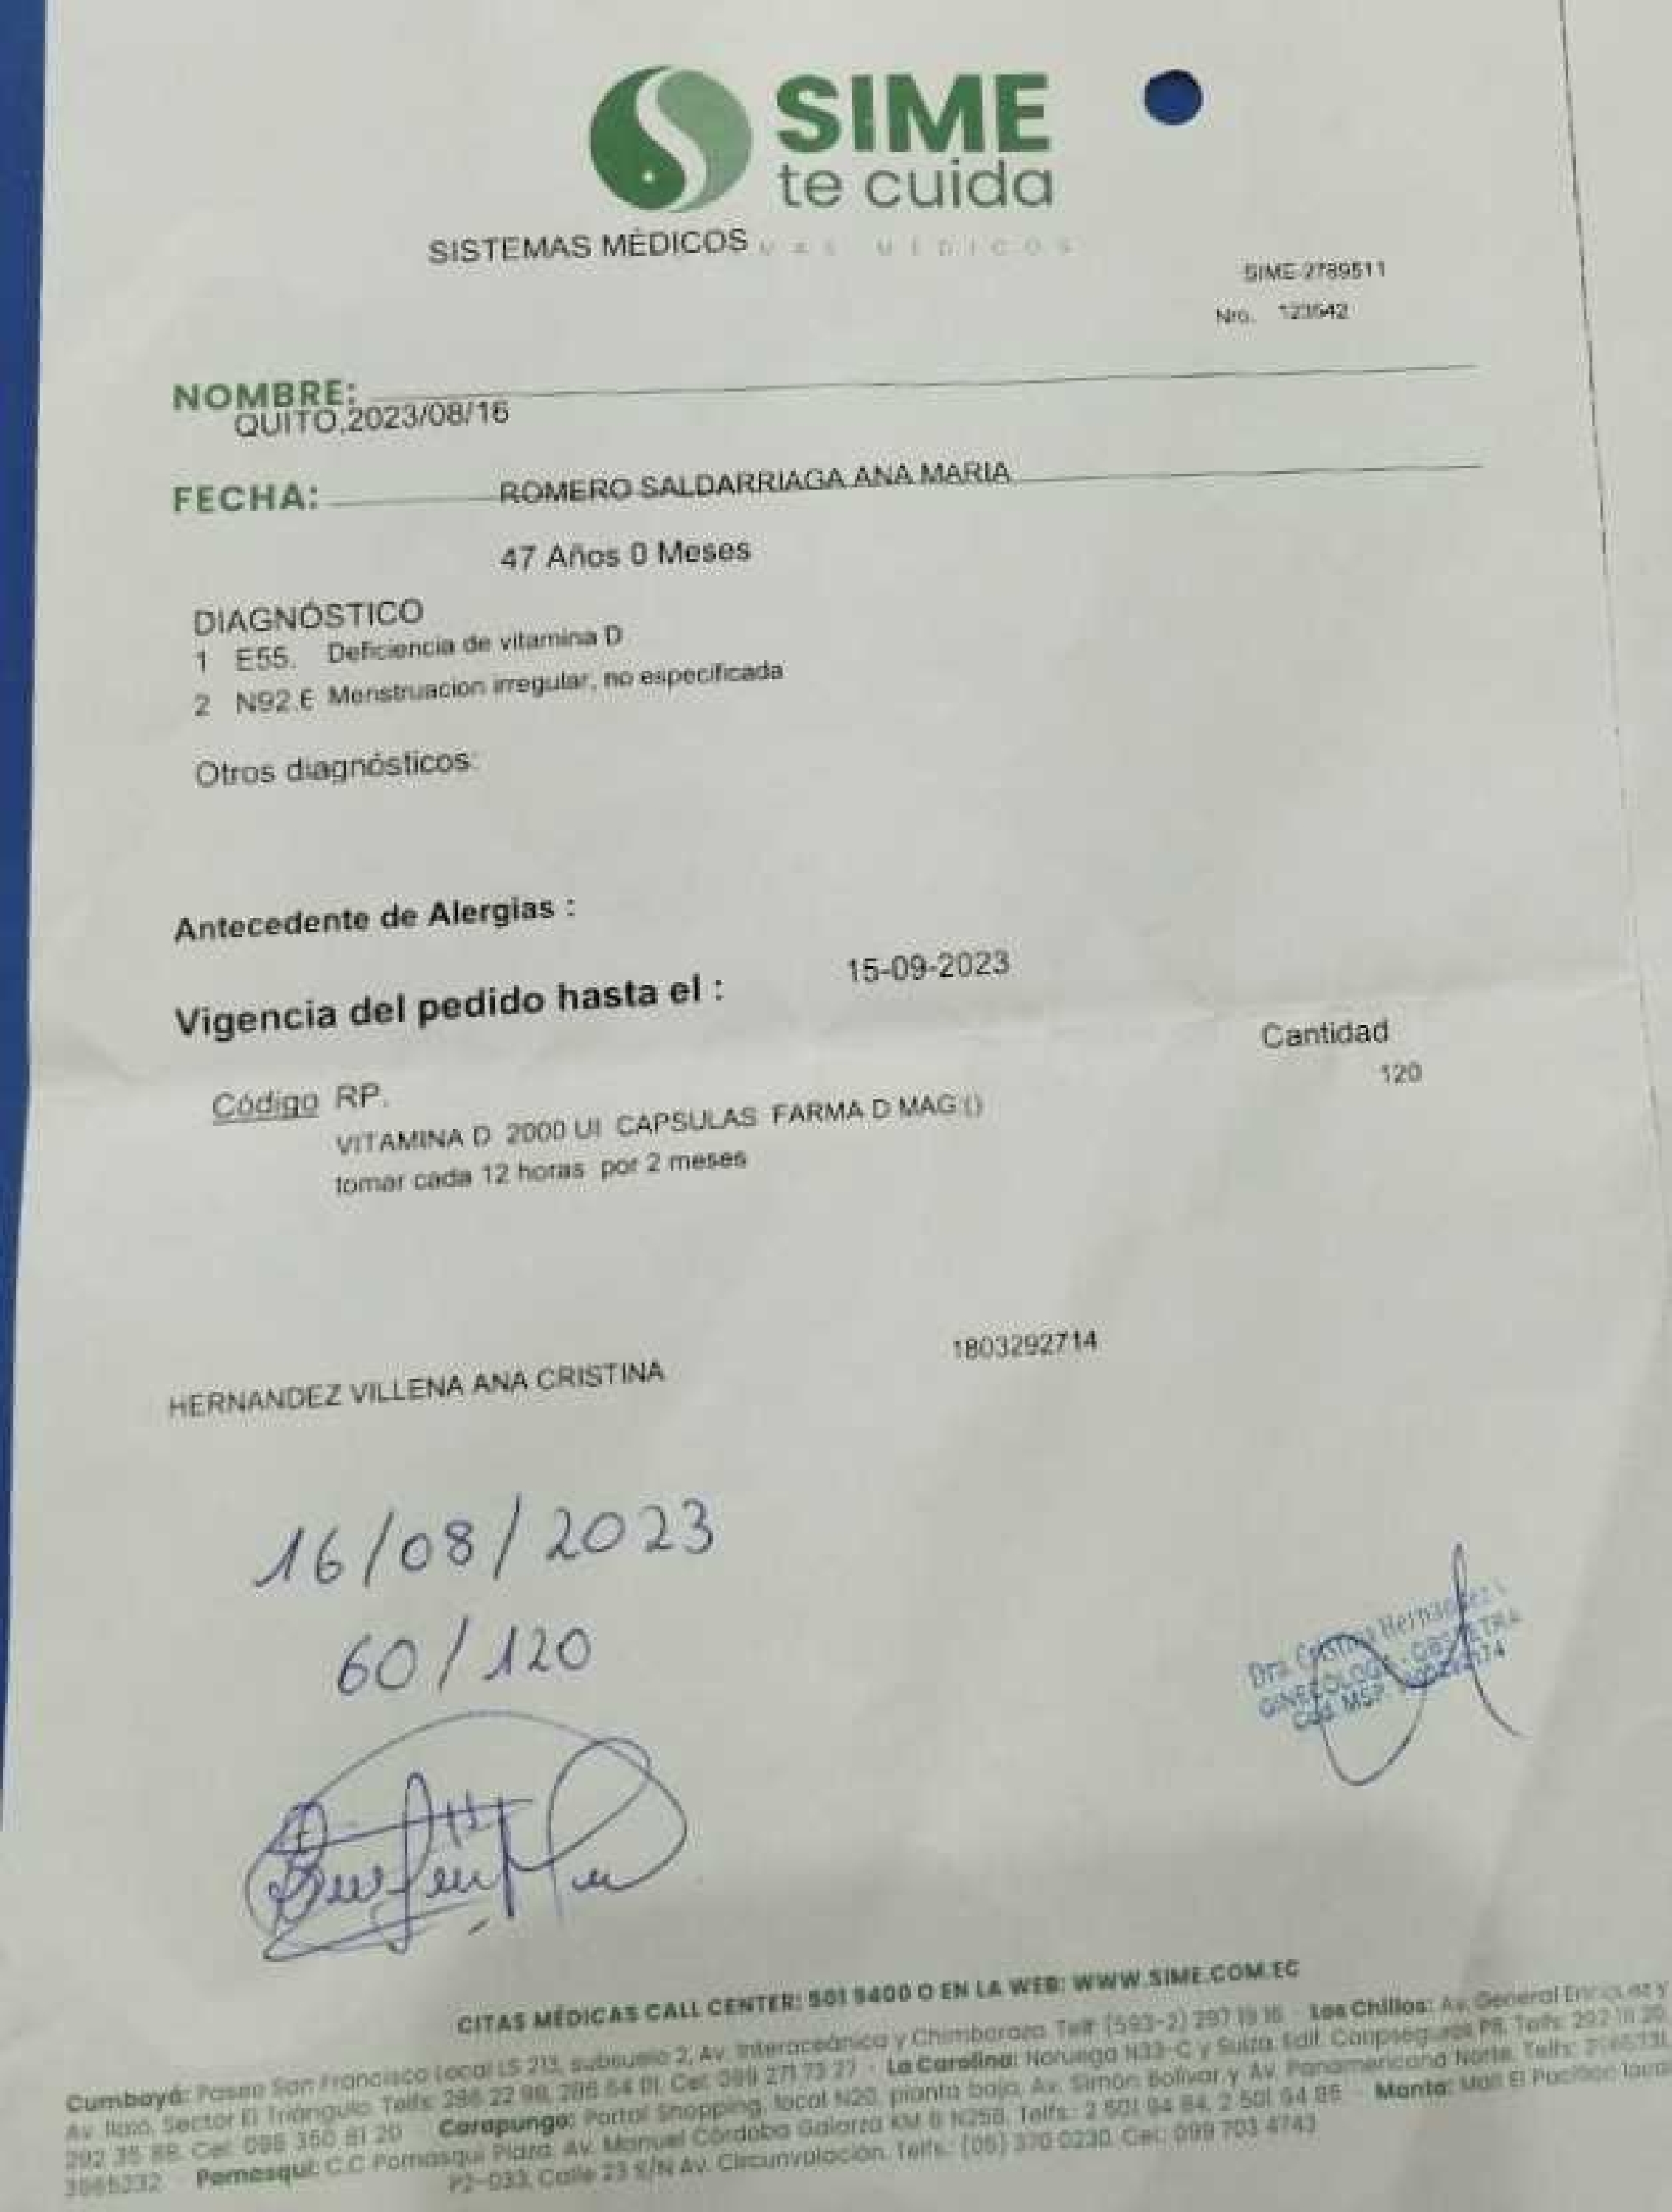 SIME
te cuida
SISTEMAS MÉDICOS
SIME-2789511
Nro. 123642
NOMBRE:
QUITO,2023/08/16
FECHA: ROMERO SALDARRIAGA ANA MARIA
47 Años 0 Meses
DIAGNÓSTICO
1 E55. Deficiencia de vitamina D
2 N92.6 Menstruacion irregular, no especificada
Otros diagnósticos:
Antecedente de Alergias :
Vigencia del pedido hasta el : 15-09-2023
Cantidad
Código RP. 120
VITAMINA D 2000 UI CAPSULAS FARMA D MAG ()
tomar cada 12 horas por 2 meses
HERNANDEZ VILLENA ANA CRISTINA 1803292714
16/08/2023
60/120
Dra. Cristina Hernandez
GINECOLOGA - OBSTETRA
Cod. MSP.
CITAS MÉDICAS CALL CENTER: 501 9400 O EN LA WEB: WWW.SIME.COM.EC
Cumbayá: Paseo San Francisco Local LS 213, subsuelo 2, Av. Interoceánica y Chimborazo. Telf: (593-2) 297 19 16 - Los Chillos: Av. General Enríquez y
Av. Ilaló, Sector El Triángulo. Telfs: 286 22 98, 286 64 01, Cel: 099 271 73 27 - La Carolina: Noruega N33-C y Suiza. Edif. Coopseguros PB. Telfs: 292 18 20,
292 35 88. Cel: 098 350 81 20 Carapungo: Portal Shopping, local N20, planta baja, Av. Simón Bolívar y Av. Panamericana Norte. Telfs:
Pomasqui: C.C Pomasqui Plaza. Av. Manuel Córdoba Galarza KM 6 N258, Telfs.: 2 501 94 84, 2 501 94 85 Manta: Mall El Pacífico local
P2-033, Calle 23 S/N Av. Circunvalación. Telfs.: (05) 370 0230. Cel: 099 703 4743